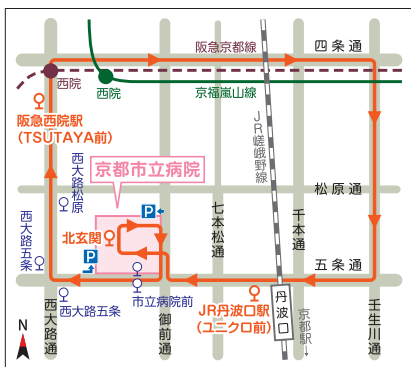 阪急京都線
四条通
西院
西院
京福嵐山線
阪急西院駅
(TSUTAYA前)
JR嵯峨野線
京都市立病院
西大路松原
松原通
七本松通
千本通
P
北玄関
西大路五条
P
五条通
西大路五条
市立病院前
JR丹波口駅
(ユニクロ前)
丹波口
京都駅
N
西大路通
御前通
壬生川通